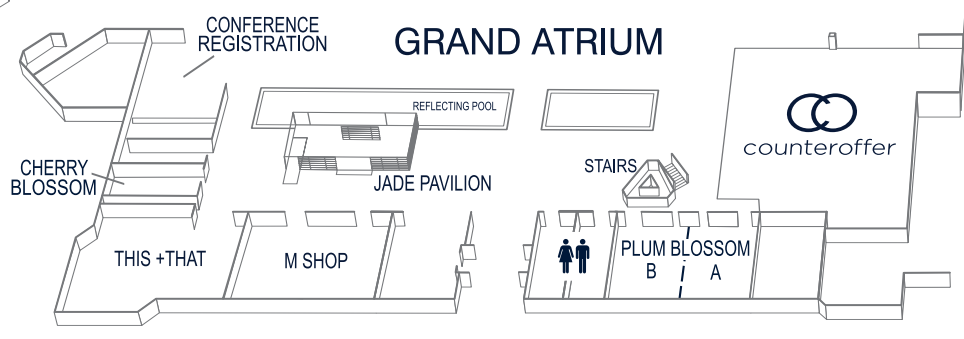 CONFERENCE
REGISTRATION
GRAND ATRIUM
REFLECTING POOL
counteroffer
CHERRY
BLOSSOM
JADE PAVILION
STAIRS
THIS +THAT
M SHOP
PLUM BLOSSOM
B A